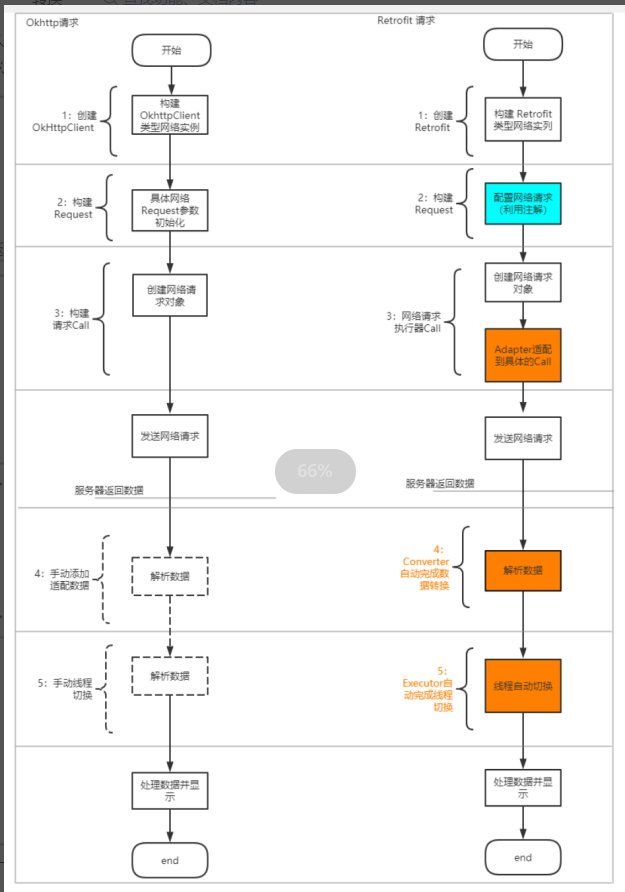 Okhttp请求
开始
1：创建
OkHttpClient
构建
OkhttpClient
类型网络实例
2：构建
Request
具体网络
Request参数
初始化
3：构建
请求Call
创建网络请
求对象
发送网络请求
服务器返回数据
4：手动添加
适配数据
解析数据
5：手动线程
切换
解析数据
处理数据并显
示
end
Retrofit 请求
开始
1：创建
Retrofit
构建 Retrofit
类型网络实列
2：构建
Request
配置网络请求
（利用注解）
3：网络请求
执行器Call
创建网络请求
对象
Adapter适配
到具体的Call
发送网络请求
服务器返回数据
4：
Converter
自动完成数
据转换
解析数据
5：
Executor自
动完成线程
切换
线程自动切换
处理数据并显
示
end
66%